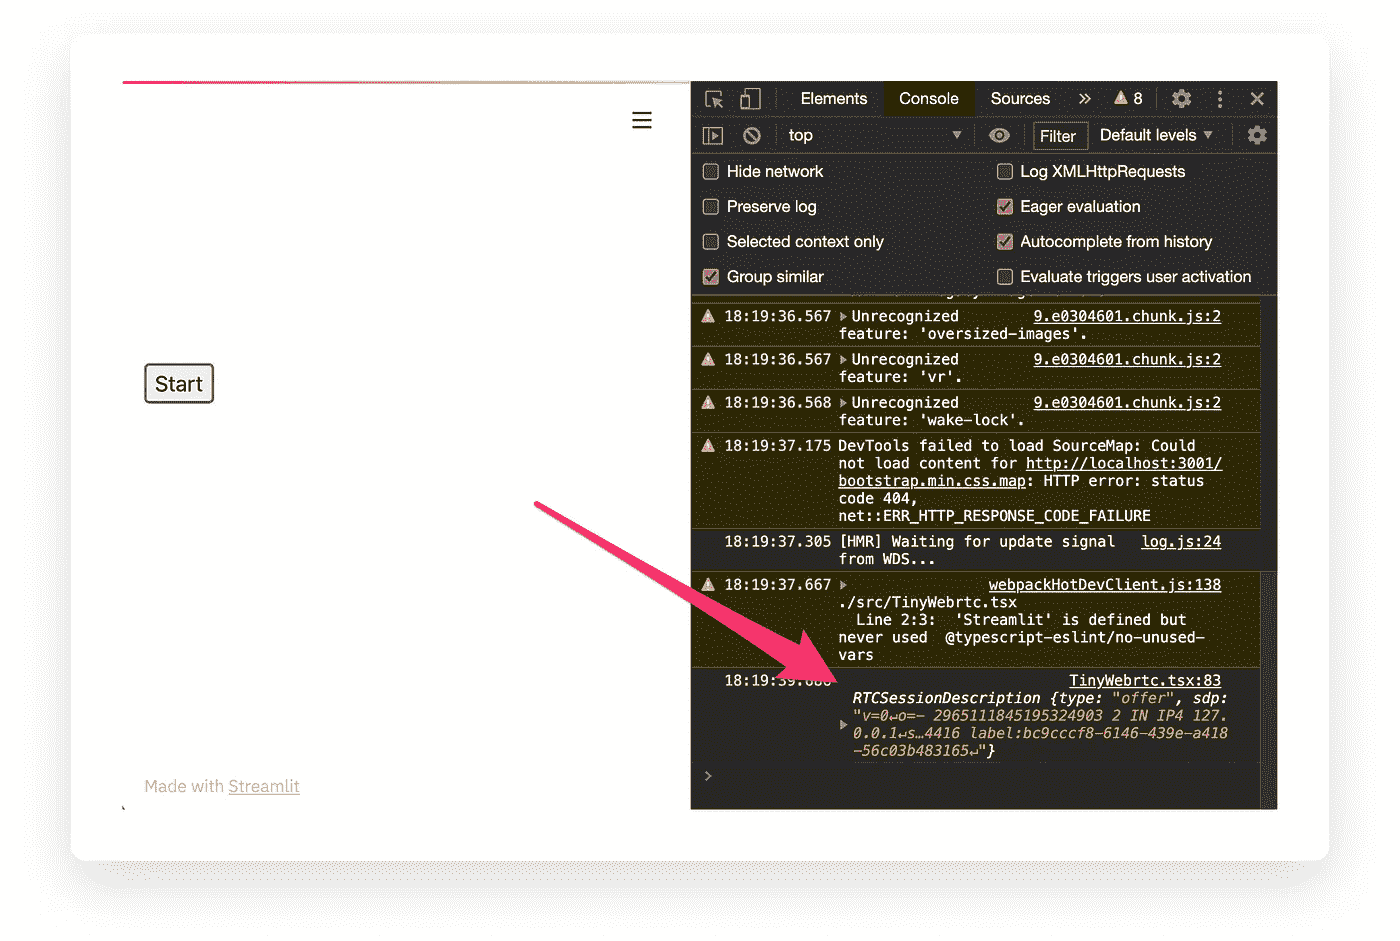 Start
Made with Streamlit
Elements Console Sources » 8
top Filter Default levels
Hide network Log XMLHttpRequests
Preserve log Eager evaluation
Selected context only Autocomplete from history
Group similar Evaluate triggers user activation
18:19:36.567 Unrecognized 9.e0304601.chunk.js:2
feature: 'oversized-images'.
18:19:36.567 Unrecognized 9.e0304601.chunk.js:2
feature: 'vr'.
18:19:36.568 Unrecognized 9.e0304601.chunk.js:2
feature: 'wake-lock'.
18:19:37.175 DevTools failed to load SourceMap: Could
not load content for http://localhost:3001/
bootstrap.min.css.map: HTTP error: status
code 404,
net::ERR_HTTP_RESPONSE_CODE_FAILURE
18:19:37.305 [HMR] Waiting for update signal log.js:24
from WDS...
18:19:37.667 webpackHotDevClient.js:138
./src/TinyWebrtc.tsx
Line 2:3: 'Streamlit' is defined but
never used @typescript-eslint/no-unused-
vars
TinyWebrtc.tsx:83
RTCSessionDescription {type: "offer", sdp:
"v=0↵o=- 2965111845195324903 2 IN IP4 127.
0.0.1↵s…4416 label:bc9cccf8-6146-439e-a418
-56c03b483165↵"}